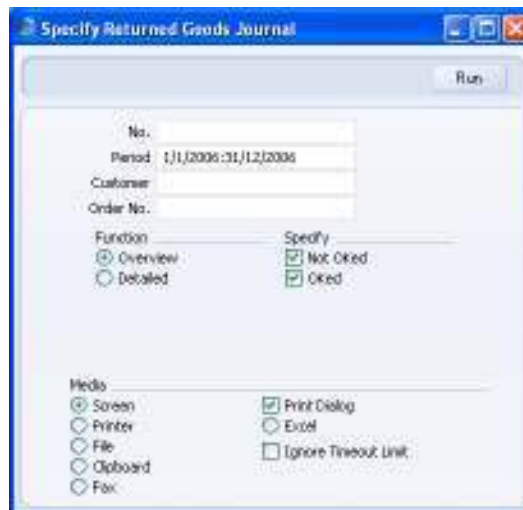 Specify Returned Goods Journal
Run
No.
Period 1/1/2006:31/12/2006
Customer
Order No.
Function Specify
Overview Not OKed
Detailed OKed
Media
Screen Print Dialog
Printer Excel
File Ignore Timeout Limit
Clipboard
Fax